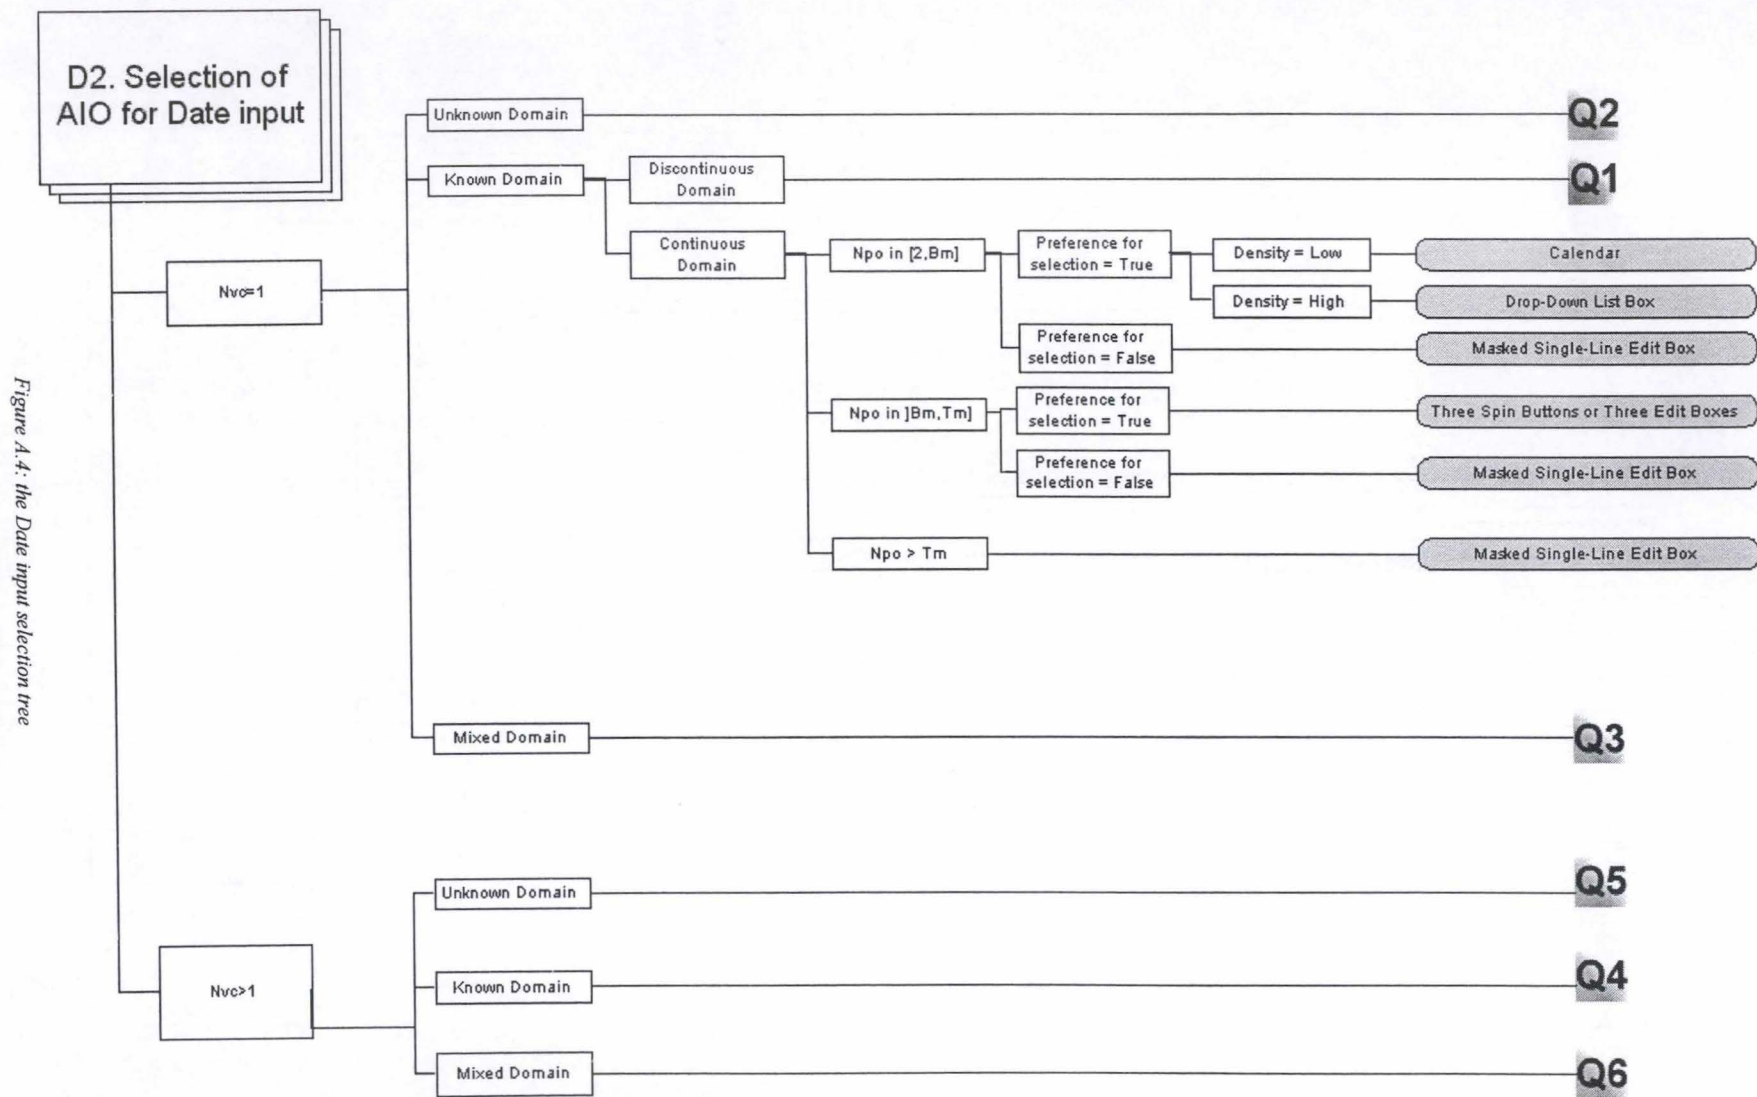 D2. Selection of
AIO for Date input
Nvc=1
Unknown Domain
Q2
Known Domain
Discontinuous
Domain
Q1
Continuous
Domain
Npo in [2,Bm]
Preference for
selection = True
Density = Low
Calendar
Density = High
Drop-Down List Box
Preference for
selection = False
Masked Single-Line Edit Box
Npo in ]Bm,Tm]
Preference for
selection = True
Three Spin Buttons or Three Edit Boxes
Preference for
selection = False
Masked Single-Line Edit Box
Npo > Tm
Masked Single-Line Edit Box
Mixed Domain
Q3
Nvc>1
Unknown Domain
Q5
Known Domain
Q4
Mixed Domain
Q6
Figure A.4: the Date input selection tree